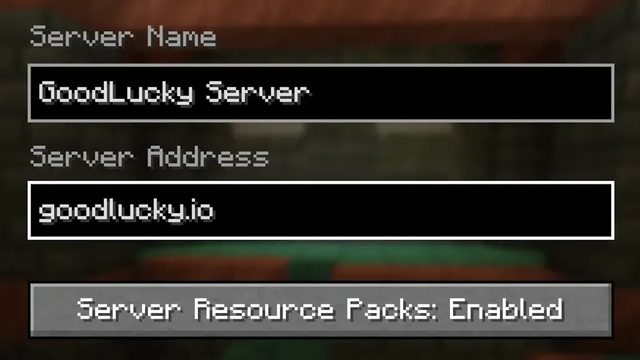 Server Name
GoodLucky Server
Server Address
goodlucky.io
Server Resource Packs: Enabled